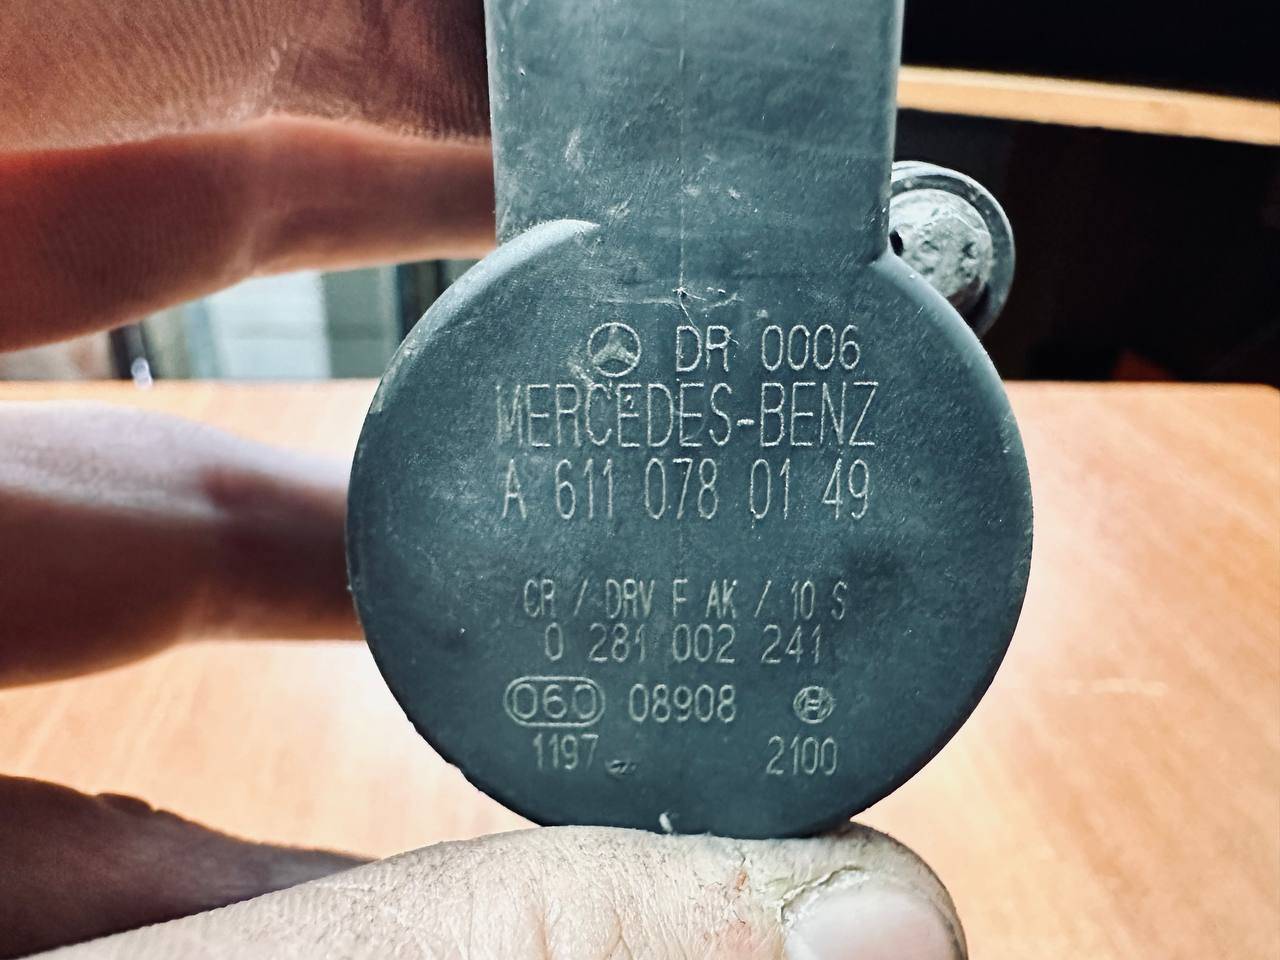 DR 0006
MERCEDES-BENZ
A 611 078 01 49
CR / DRV F AK / 10 S
0 281 002 241
060 08908
1197 2100